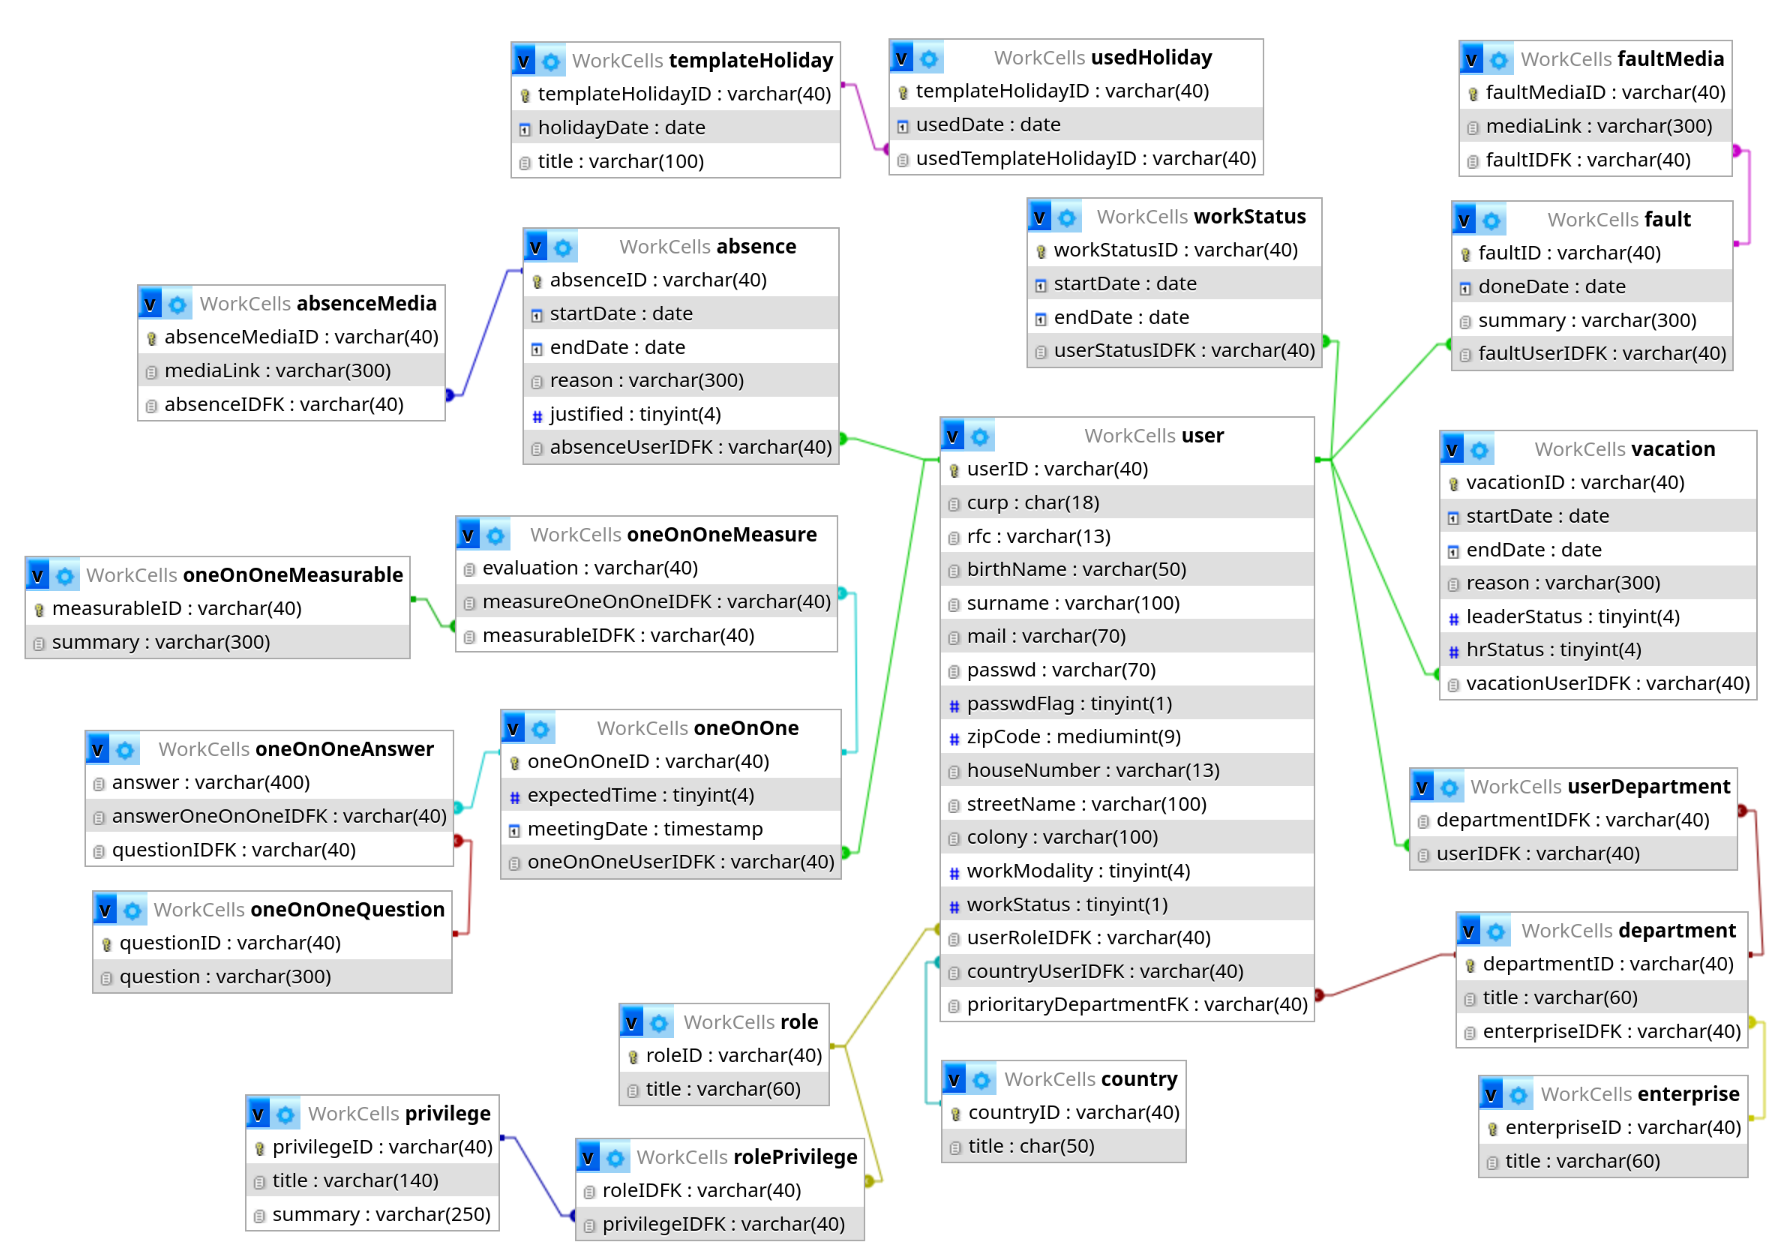 V WorkCells templateHoliday
templateHolidayID : varchar(40)
holidayDate : date
title : varchar(100)
V WorkCells usedHoliday
templateHolidayID : varchar(40)
usedDate : date
usedTemplateHolidayID : varchar(40)
V WorkCells faultMedia
faultMediaID : varchar(40)
mediaLink : varchar(300)
faultIDFK : varchar(40)
V WorkCells workStatus
workStatusID : varchar(40)
startDate : date
endDate : date
userStatusIDFK : varchar(40)
V WorkCells fault
faultID : varchar(40)
doneDate : date
summary : varchar(300)
faultUserIDFK : varchar(40)
V WorkCells absence
absenceID : varchar(40)
startDate : date
endDate : date
reason : varchar(300)
justified : tinyint(4)
absenceUserIDFK : varchar(40)
V WorkCells absenceMedia
absenceMediaID : varchar(40)
mediaLink : varchar(300)
absenceIDFK : varchar(40)
V WorkCells user
userID : varchar(40)
curp : char(18)
rfc : varchar(13)
birthName : varchar(50)
surname : varchar(100)
mail : varchar(70)
passwd : varchar(70)
passwdFlag : tinyint(1)
zipCode : mediumint(9)
houseNumber : varchar(13)
streetName : varchar(100)
colony : varchar(100)
workModality : tinyint(4)
workStatus : tinyint(1)
userRoleIDFK : varchar(40)
countryUserIDFK : varchar(40)
prioritaryDepartmentFK : varchar(40)
V WorkCells vacation
vacationID : varchar(40)
startDate : date
endDate : date
reason : varchar(300)
leaderStatus : tinyint(4)
hrStatus : tinyint(4)
vacationUserIDFK : varchar(40)
V WorkCells oneOnOneMeasure
evaluation : varchar(40)
measureOneOnOneIDFK : varchar(40)
measurableIDFK : varchar(40)
V WorkCells oneOnOneMeasurable
measurableID : varchar(40)
summary : varchar(300)
V WorkCells oneOnOne
oneOnOneID : varchar(40)
expectedTime : tinyint(4)
meetingDate : timestamp
oneOnOneUserIDFK : varchar(40)
V WorkCells oneOnOneAnswer
answer : varchar(400)
answerOneOnOneIDFK : varchar(40)
questionIDFK : varchar(40)
V WorkCells userDepartment
departmentIDFK : varchar(40)
userIDFK : varchar(40)
V WorkCells oneOnOneQuestion
questionID : varchar(40)
question : varchar(300)
V WorkCells department
departmentID : varchar(40)
title : varchar(60)
enterpriseIDFK : varchar(40)
V WorkCells role
roleID : varchar(40)
title : varchar(60)
V WorkCells country
countryID : varchar(40)
title : char(50)
V WorkCells enterprise
enterpriseID : varchar(40)
title : varchar(60)
V WorkCells privilege
privilegeID : varchar(40)
title : varchar(140)
summary : varchar(250)
V WorkCells rolePrivilege
roleIDFK : varchar(40)
privilegeIDFK : varchar(40)